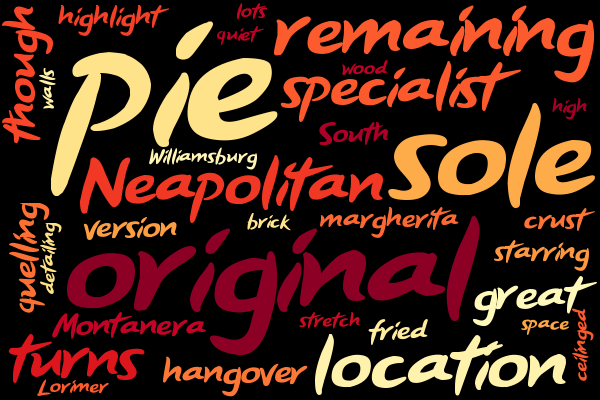 though
highlight
lots
quiet
remaining
walls
pie
wood
specialist
high
South
Williamsburg
sole
Neapolitan
quelling
detailing
version
brick
margherita
crust
original
starring
great
Montanera
stretch
fried
space
ceilinged
turns
Lorimer
hangover
location